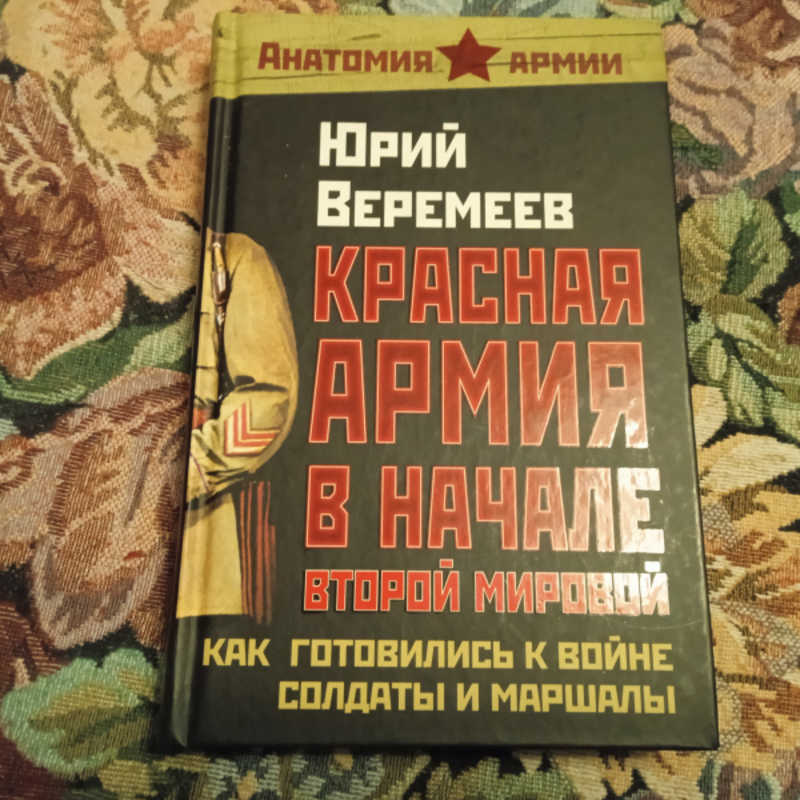 Анатомия армии
Юрий
Веремеев
Красная
Армия
в начале
Второй мировой
Как готовились к войне
солдаты и маршалы